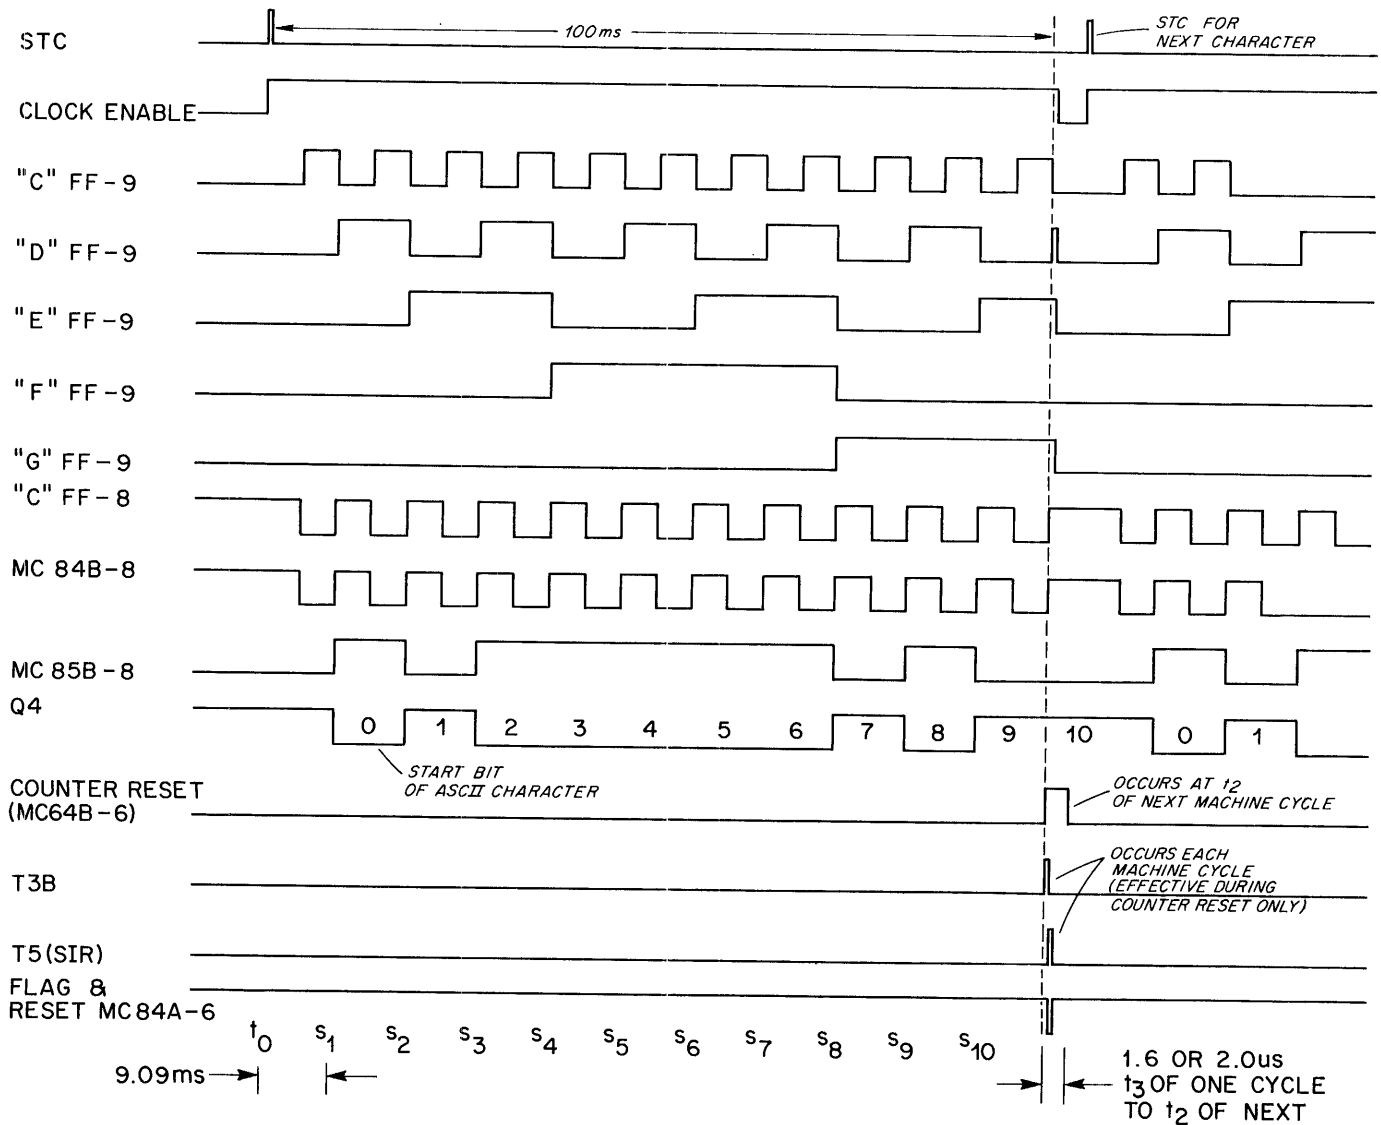 STC
100ms
STC FOR
NEXT CHARACTER
CLOCK ENABLE
"C" FF-9
"D" FF-9
"E" FF-9
"F" FF-9
"G" FF-9
"C" FF-8
MC 84B-8
MC 85B-8
Q4
0 1 2 3 4 5 6 7 8 9 10 0 1
START BIT
OF ASCII CHARACTER
COUNTER RESET
(MC64B-6)
OCCURS AT t2
OF NEXT MACHINE CYCLE
T3B
OCCURS EACH
MACHINE CYCLE
(EFFECTIVE DURING
COUNTER RESET ONLY)
T5(SIR)
FLAG &
RESET MC84A-6
t0 s1 s2 s3 s4 s5 s6 s7 s8 s9 s10
9.09ms
1.6 OR 2.0us
t3 OF ONE CYCLE
TO t2 OF NEXT